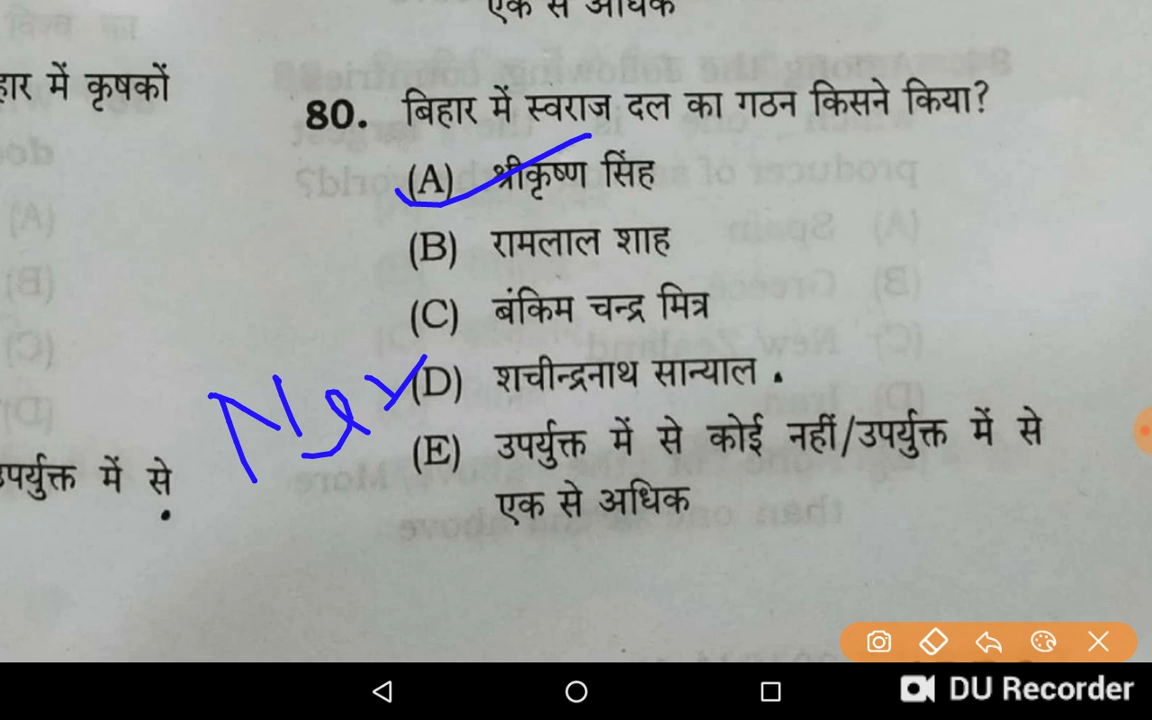 एक से अधिक
हार में कृषकों
80. बिहार में स्वराज दल का गठन किसने किया?
(A) श्रीकृष्ण सिंह
(B) रामलाल शाह
(C) बंकिम चन्द्र मित्र
(D) शचीन्द्रनाथ सान्याल .
(E) उपर्युक्त में से कोई नहीं/उपर्युक्त में से
एक से अधिक
उपर्युक्त में से
DU Recorder